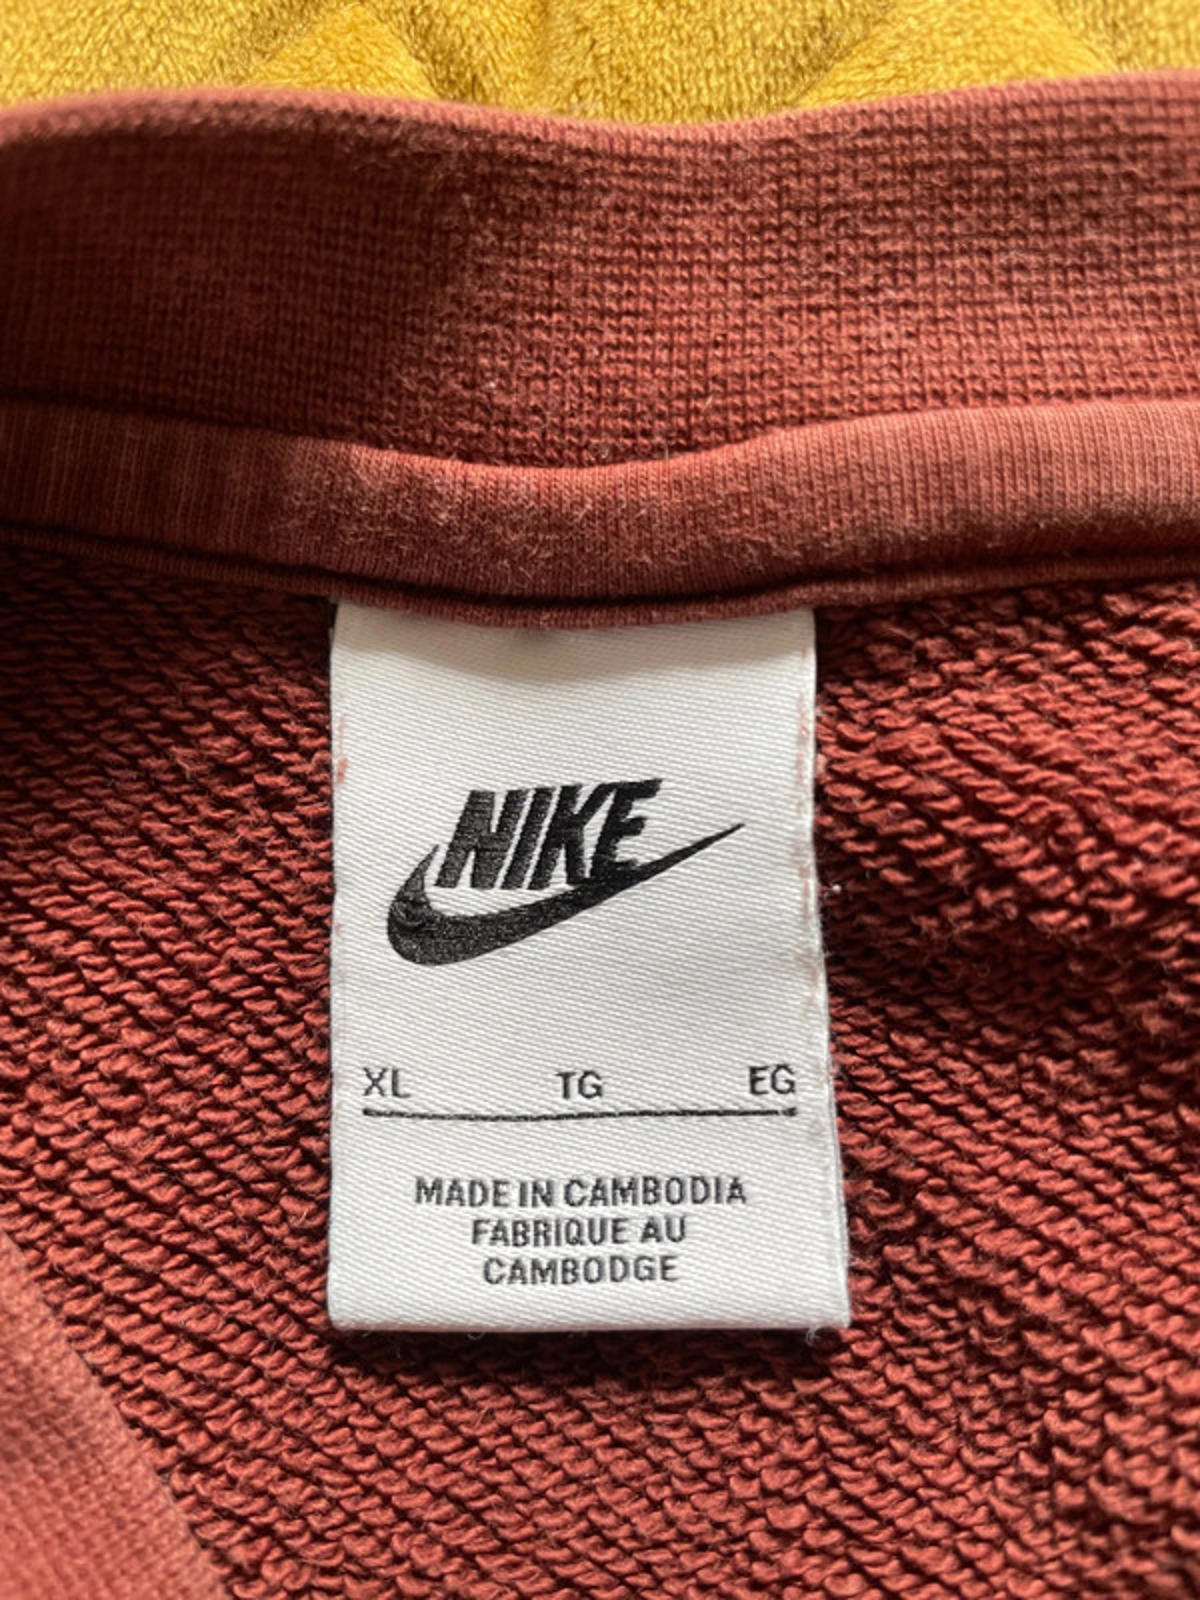 NIKE
XL TG EG
MADE IN CAMBODIA
FABRIQUE AU
CAMBODGE